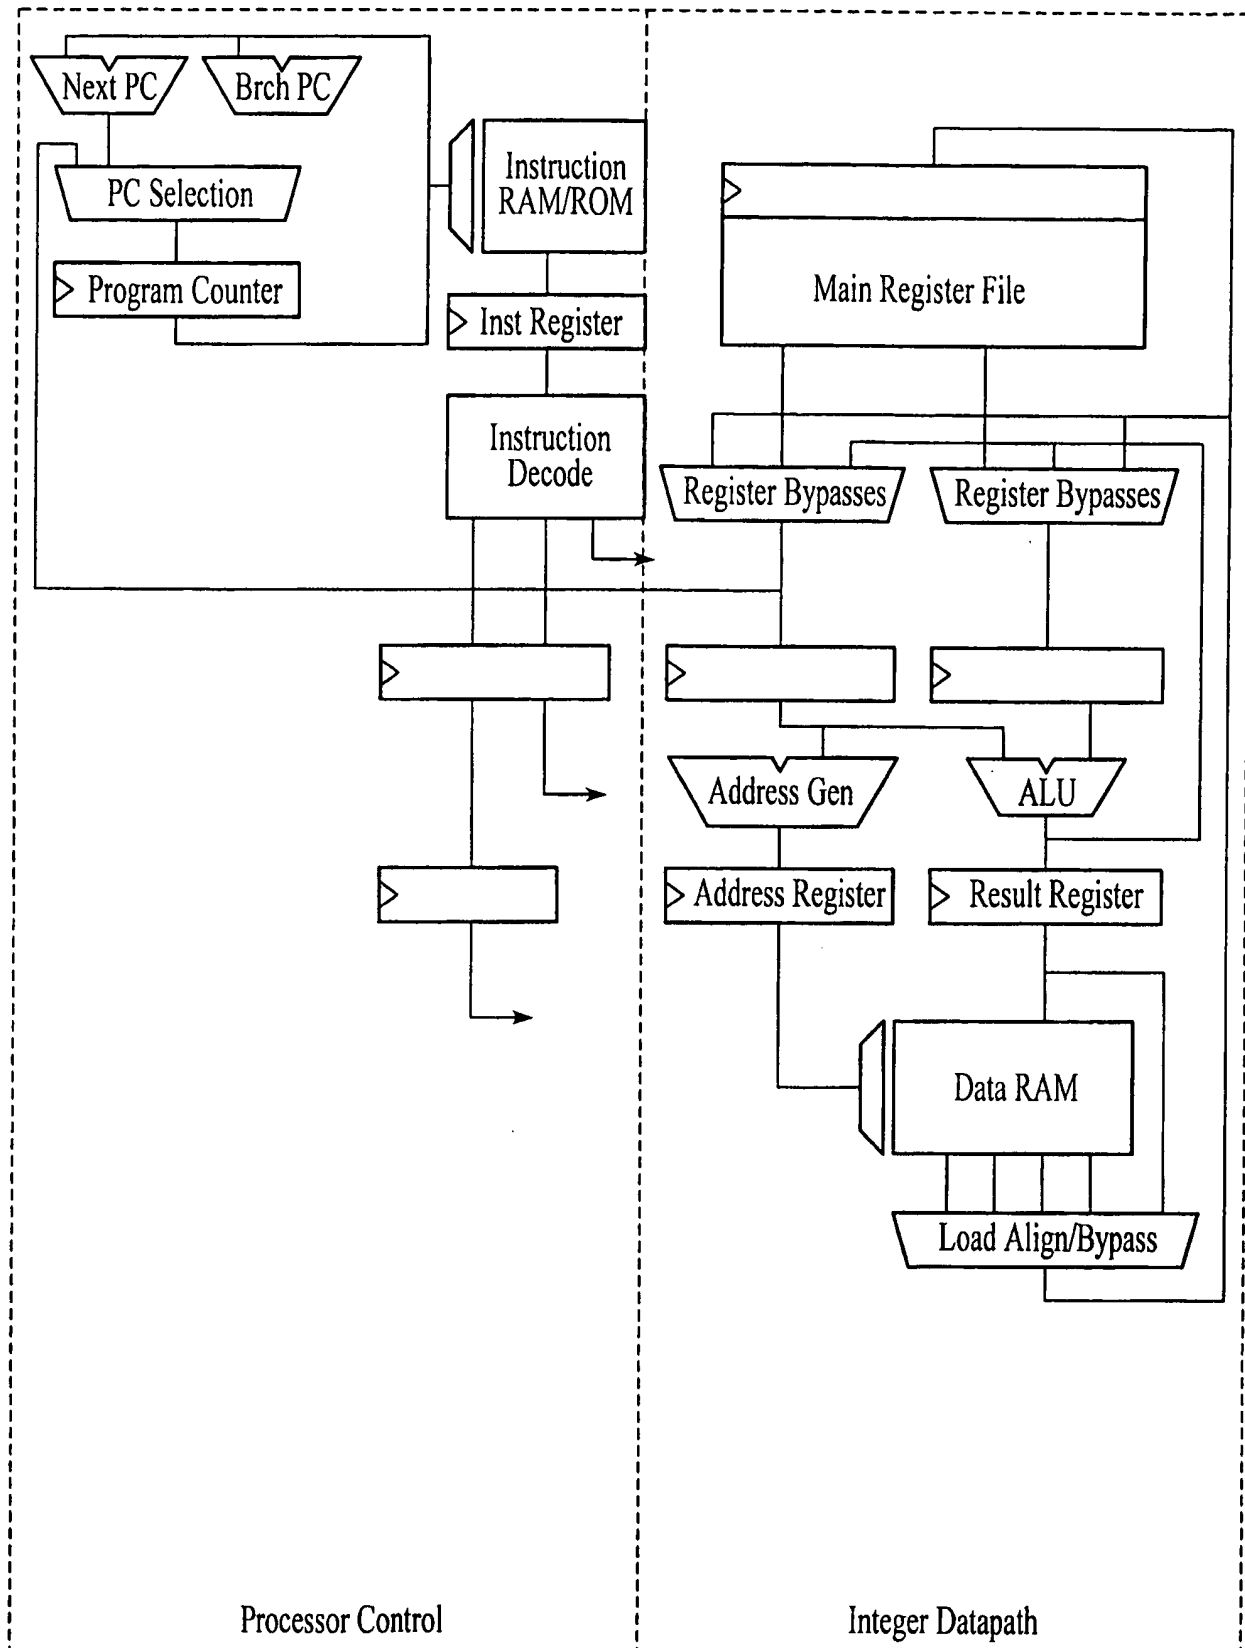 Next PC
Brch PC
PC Selection
Program Counter
Instruction
RAM/ROM
Inst Register
Instruction
Decode
Main Register File
Register Bypasses
Register Bypasses
Address Gen
ALU
Address Register
Result Register
Data RAM
Load Align/Bypass
Processor Control
Integer Datapath